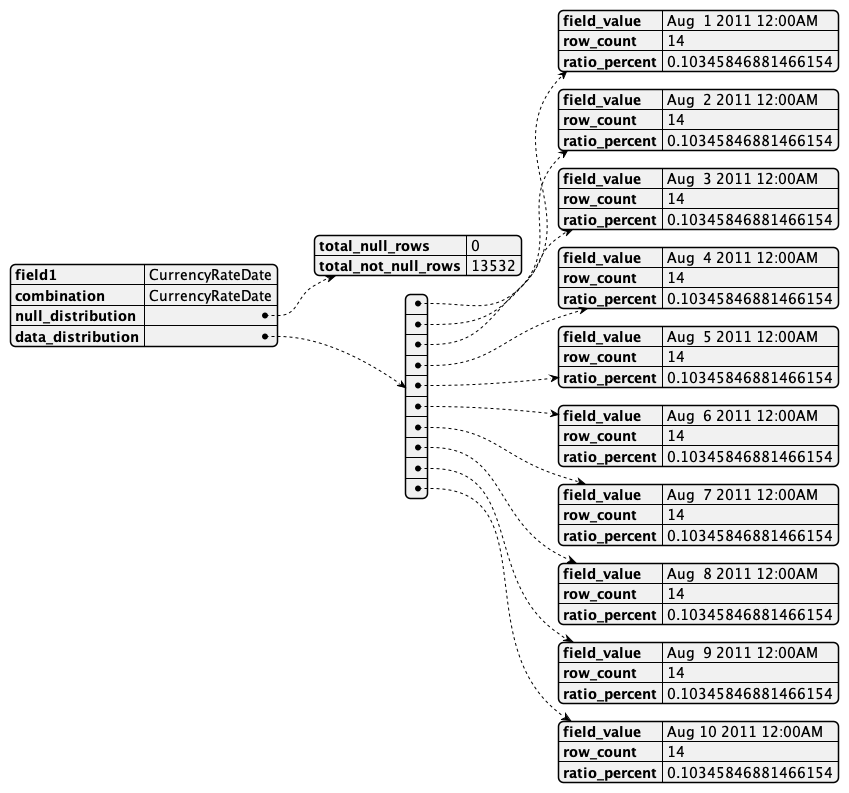 field1 CurrencyRateDate
combination CurrencyRateDate
null_distribution
data_distribution
total_null_rows 0
total_not_null_rows 13532
field_value Aug  1 2011 12:00AM
row_count 14
ratio_percent 0.10345846881466154
field_value Aug  2 2011 12:00AM
row_count 14
ratio_percent 0.10345846881466154
field_value Aug  3 2011 12:00AM
row_count 14
ratio_percent 0.10345846881466154
field_value Aug  4 2011 12:00AM
row_count 14
ratio_percent 0.10345846881466154
field_value Aug  5 2011 12:00AM
row_count 14
ratio_percent 0.10345846881466154
field_value Aug  6 2011 12:00AM
row_count 14
ratio_percent 0.10345846881466154
field_value Aug  7 2011 12:00AM
row_count 14
ratio_percent 0.10345846881466154
field_value Aug  8 2011 12:00AM
row_count 14
ratio_percent 0.10345846881466154
field_value Aug  9 2011 12:00AM
row_count 14
ratio_percent 0.10345846881466154
field_value Aug 10 2011 12:00AM
row_count 14
ratio_percent 0.10345846881466154